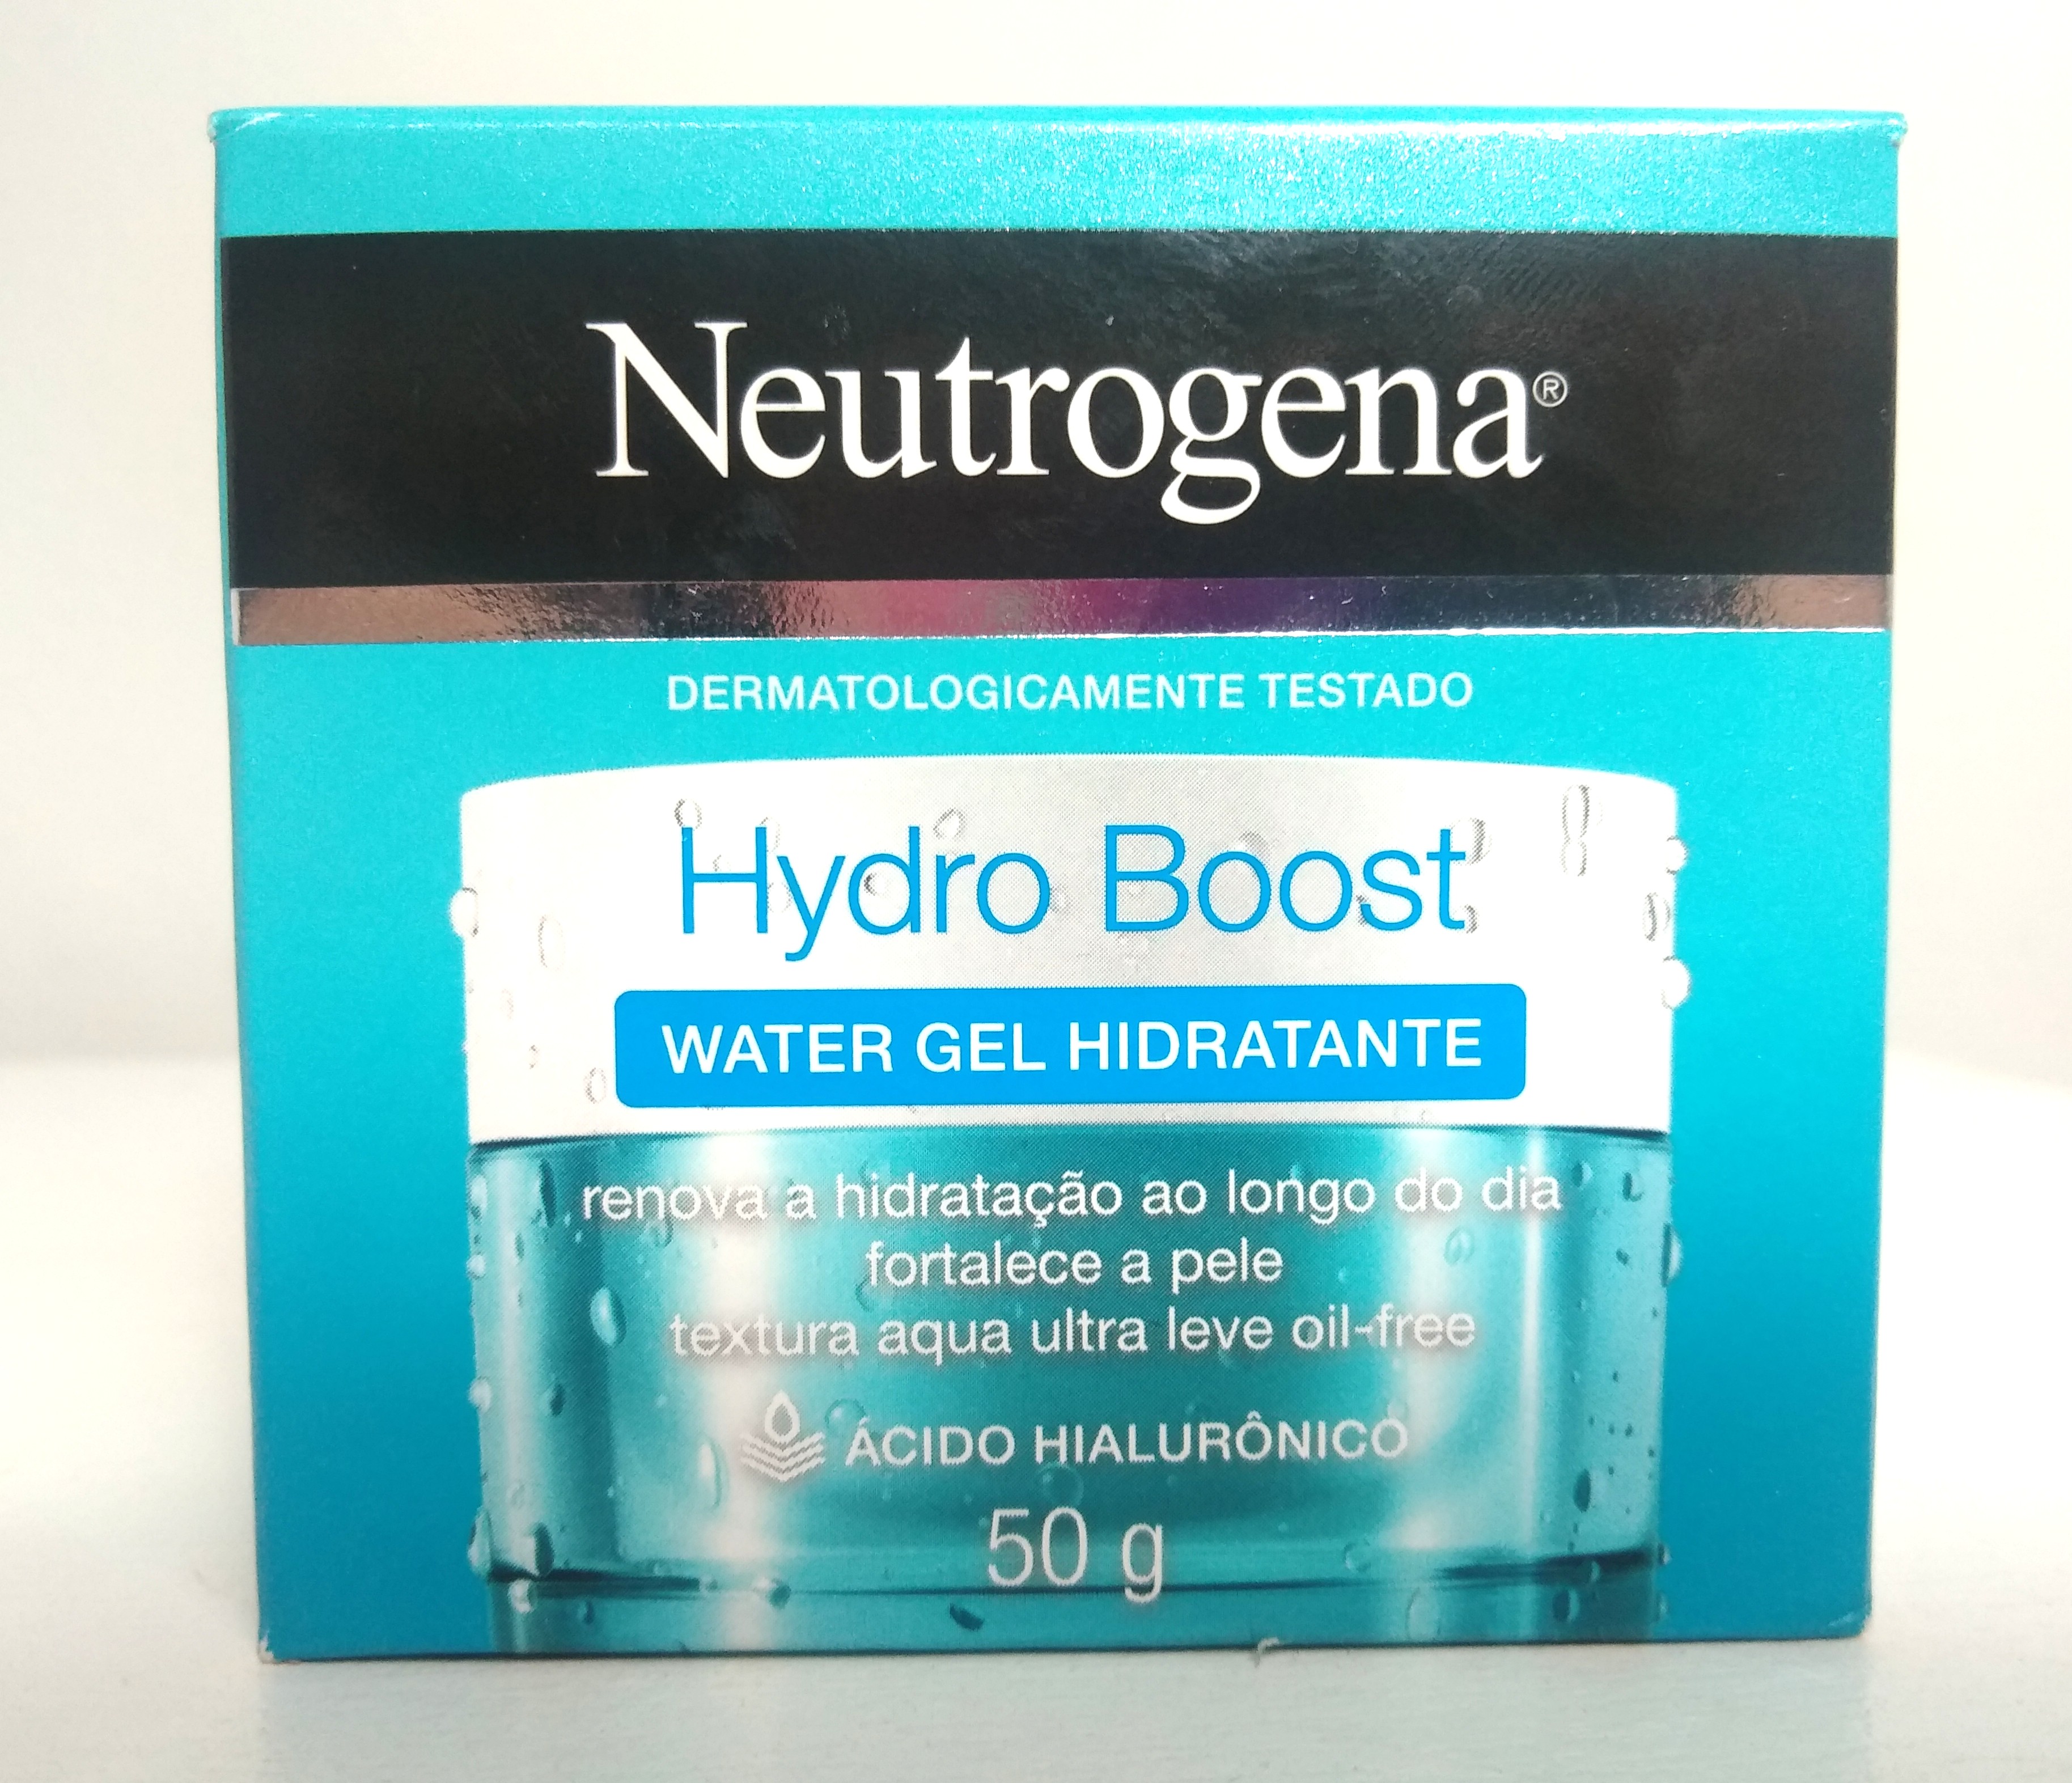 Neutrogena®
DERMATOLOGICAMENTE TESTADO
Hydro Boost
WATER GEL HIDRATANTE
renova a hidratação ao longo do dia
fortalece a pele
textura aqua ultra leve oil-free
ÁCIDO HIALURÔNICO
50 g